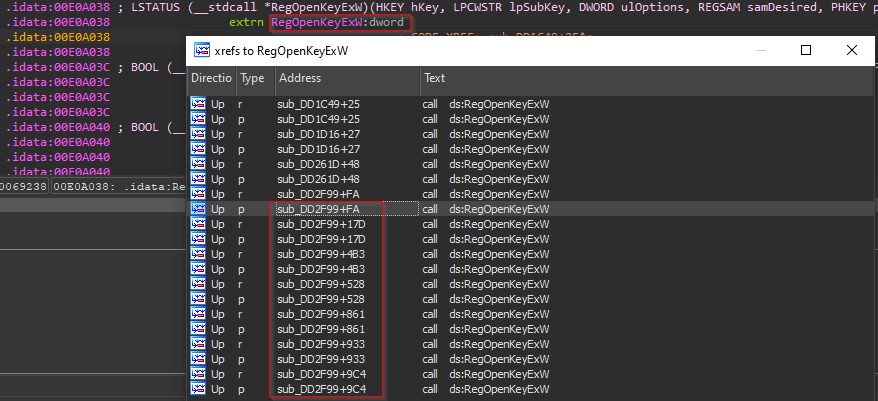 .idata:00E0A038 ; LSTATUS (__stdcall *RegOpenKeyExW)(HKEY hKey, LPCWSTR lpSubKey, DWORD ulOptions, REGSAM samDesired, PHKEY p
.idata:00E0A038 extrn RegOpenKeyExW:dword
.idata:00E0A038 ; CODE XREF: sub_DD1C49+25↑p
.idata:00E0A03C ; BOOL (__
.idata:00E0A03C
.idata:00E0A03C
.idata:00E0A03C
.idata:00E0A040 ; BOOL (__
.idata:00E0A040
.idata:00E0A040
00069238 00E0A038: .idata:Re
xrefs to RegOpenKeyExW
Directio Type Address Text
Up r sub_DD1C49+25 call ds:RegOpenKeyExW
Up p sub_DD1C49+25 call ds:RegOpenKeyExW
Up r sub_DD1D16+27 call ds:RegOpenKeyExW
Up p sub_DD1D16+27 call ds:RegOpenKeyExW
Up r sub_DD261D+48 call ds:RegOpenKeyExW
Up p sub_DD261D+48 call ds:RegOpenKeyExW
Up r sub_DD2F99+FA call ds:RegOpenKeyExW
Up p sub_DD2F99+FA call ds:RegOpenKeyExW
Up r sub_DD2F99+17D call ds:RegOpenKeyExW
Up p sub_DD2F99+17D call ds:RegOpenKeyExW
Up r sub_DD2F99+4B3 call ds:RegOpenKeyExW
Up p sub_DD2F99+4B3 call ds:RegOpenKeyExW
Up r sub_DD2F99+528 call ds:RegOpenKeyExW
Up p sub_DD2F99+528 call ds:RegOpenKeyExW
Up r sub_DD2F99+861 call ds:RegOpenKeyExW
Up p sub_DD2F99+861 call ds:RegOpenKeyExW
Up r sub_DD2F99+933 call ds:RegOpenKeyExW
Up p sub_DD2F99+933 call ds:RegOpenKeyExW
Up r sub_DD2F99+9C4 call ds:RegOpenKeyExW
Up p sub_DD2F99+9C4 call ds:RegOpenKeyExW